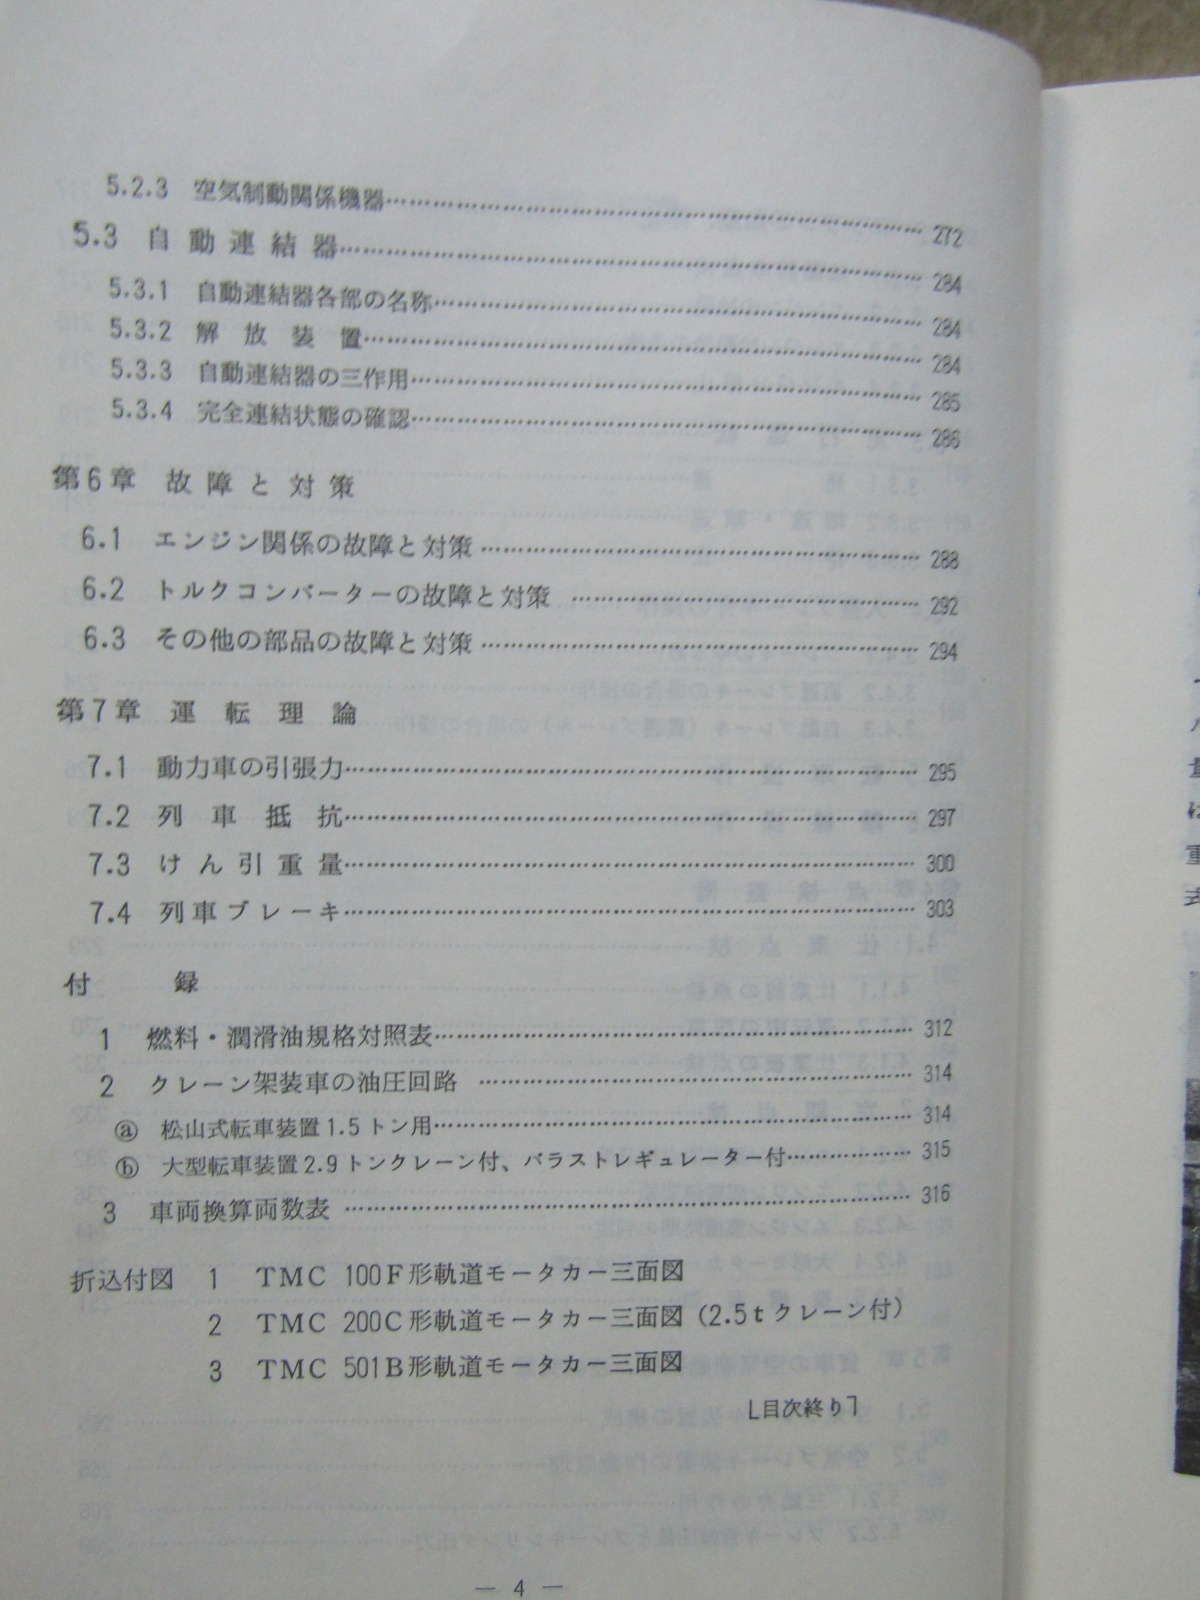 5.2.3 空気制動関係機器…………… 272
5.3 自動連結器…………… 284
5.3.1 自動連結器各部の名称…………… 284
5.3.2 解放装置…………… 284
5.3.3 自動連結器の三作用…………… 285
5.3.4 完全連結状態の確認…………… 286
第6章 故障と対策
6.1 エンジン関係の故障と対策…………… 288
6.2 トルクコンバーターの故障と対策 …………… 292
6.3 その他の部品の故障と対策…………… 294
第7章 運転理論
7.1 動力車の引張力…………… 295
7.2 列車抵抗…………… 297
7.3 けん引重量…………… 300
7.4 列車ブレーキ…………… 303
付録
1 燃料・潤滑油規格対照表…………… 312
2 クレーン架装車の油圧回路 …………… 314
ⓐ 松山式転車装置1.5トン用…………… 314
ⓑ 大型転車装置2.9トンクレーン付、バラストレギュレーター付…………… 315
3 車両換算両数表 …………… 316
折込付図 1 TMC 100F形軌道モータカー三面図
2 TMC 200C形軌道モータカー三面図(2.5tクレーン付)
3 TMC 501B形軌道モータカー三面図
〔目次終り〕
— 4 —